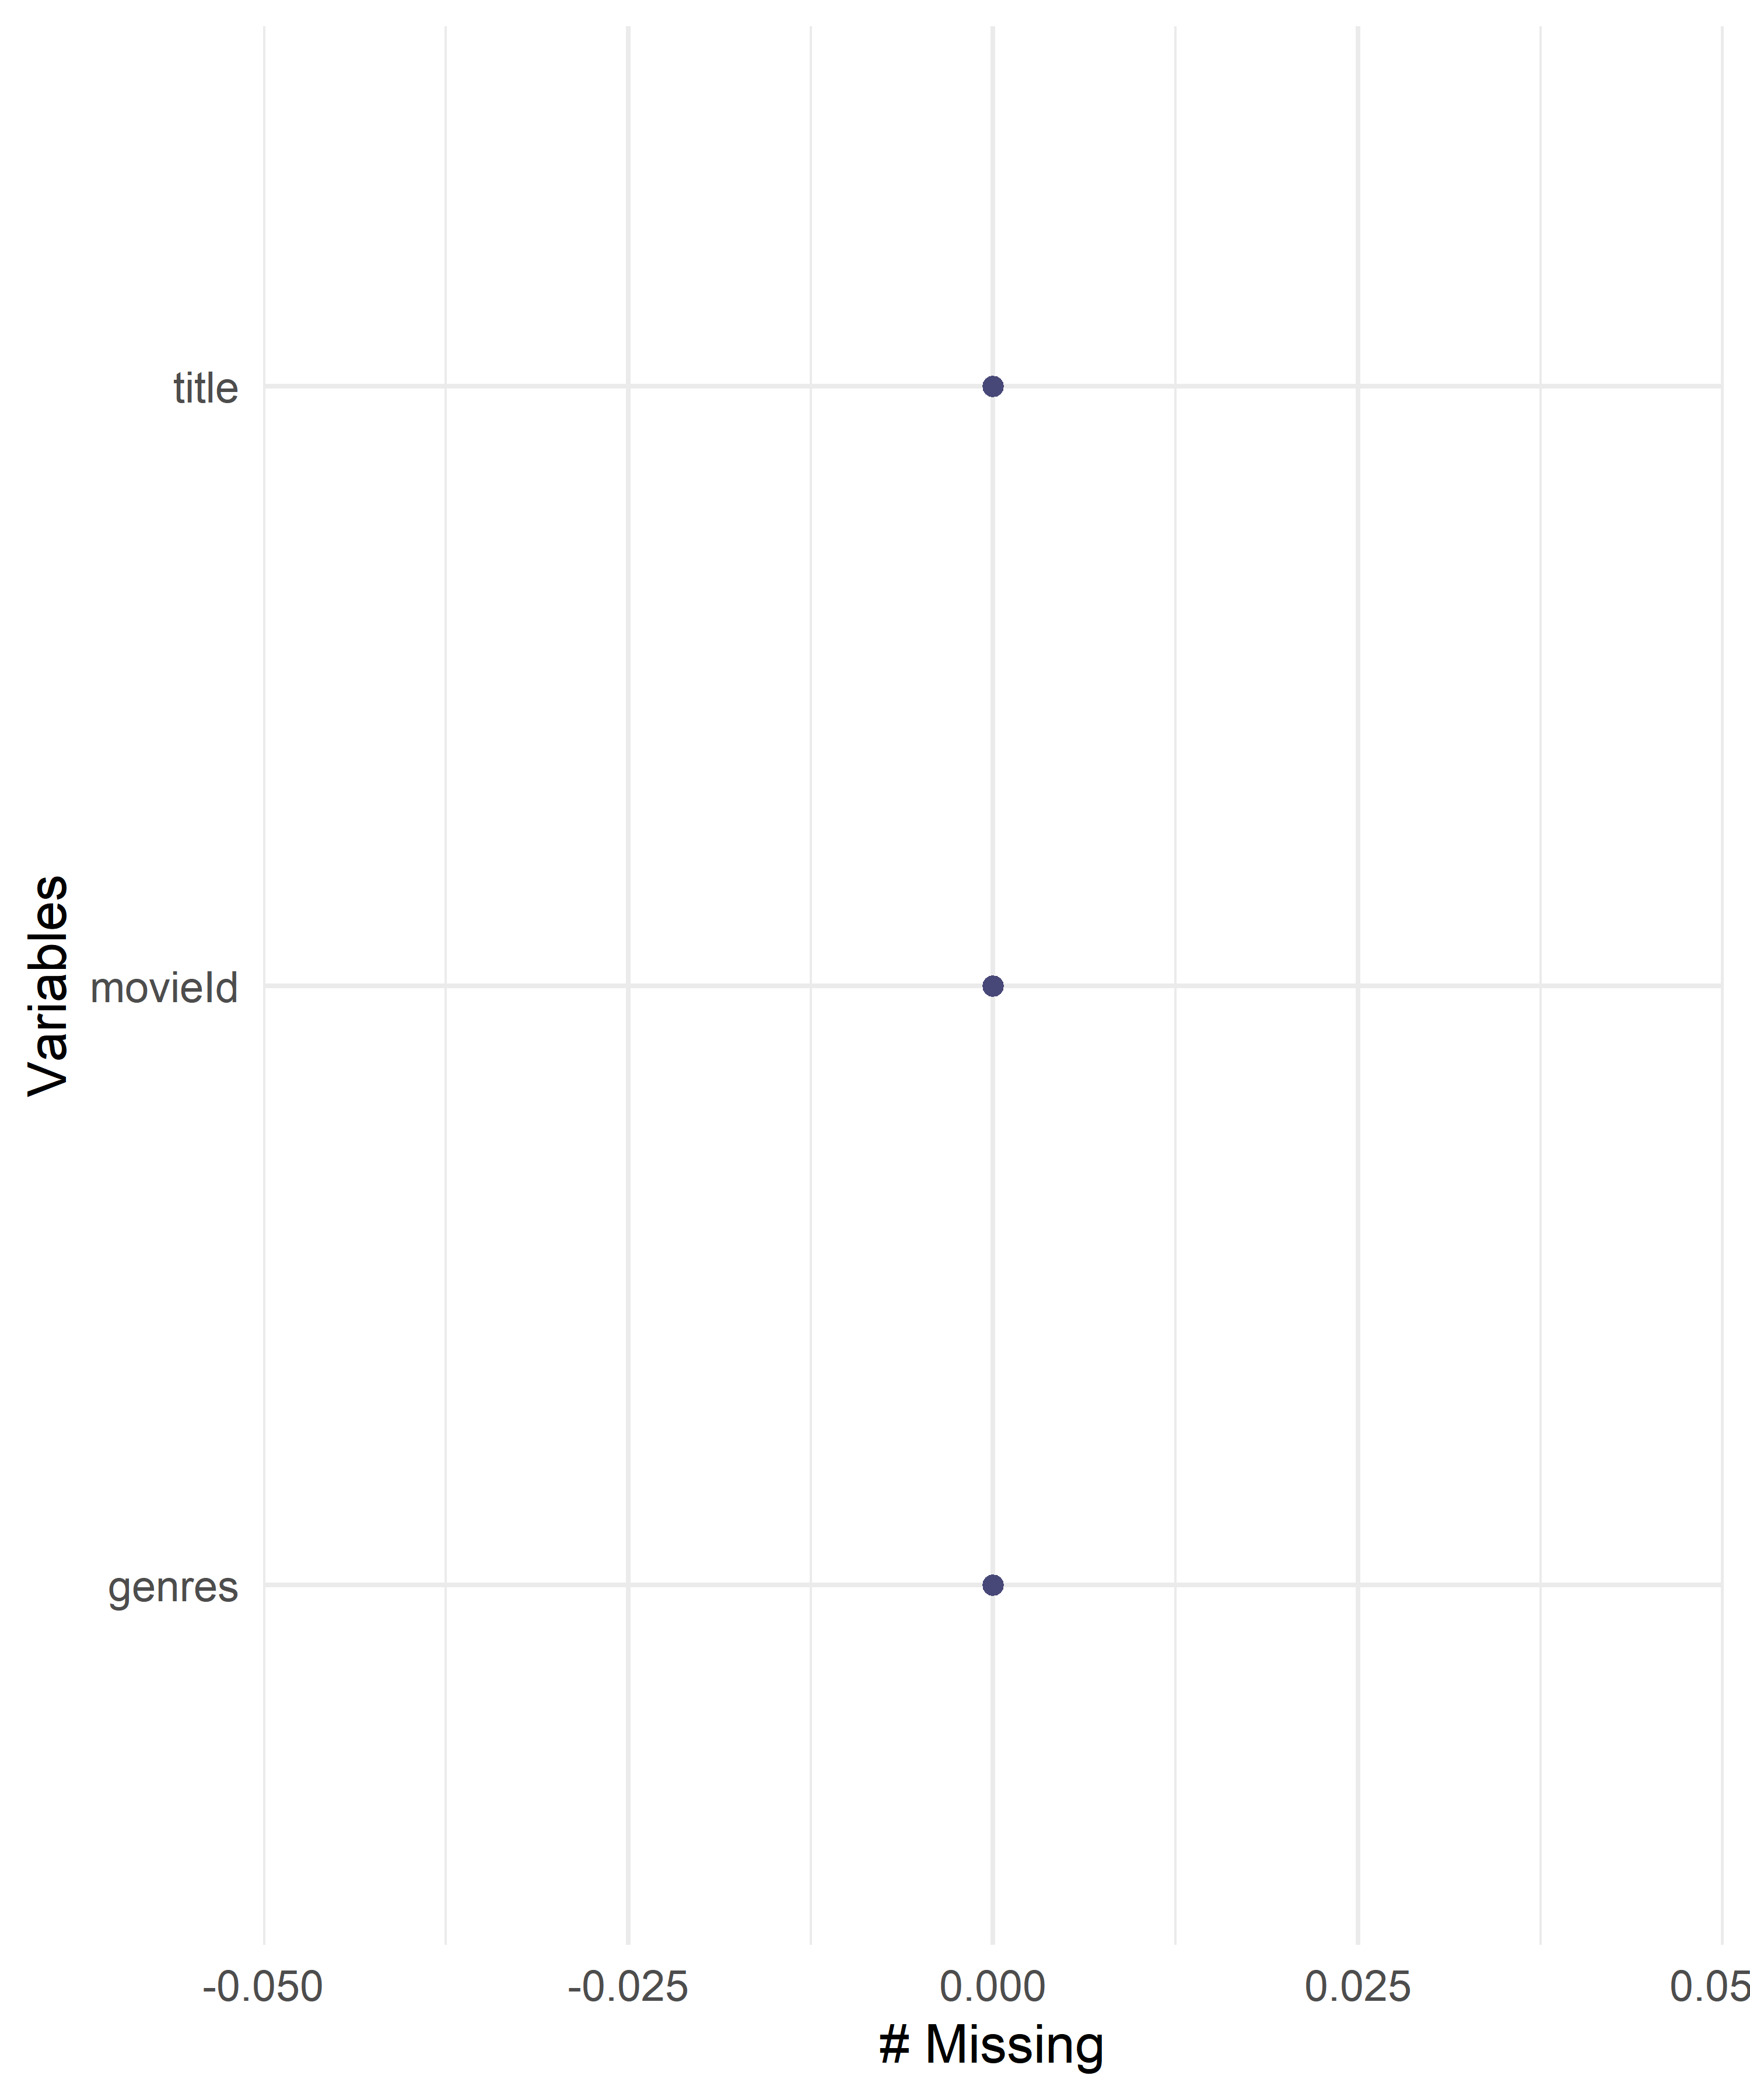 title
Variables
movieId
genres
-0.050
-0.025
0.000
0.025
0.05
# Missing